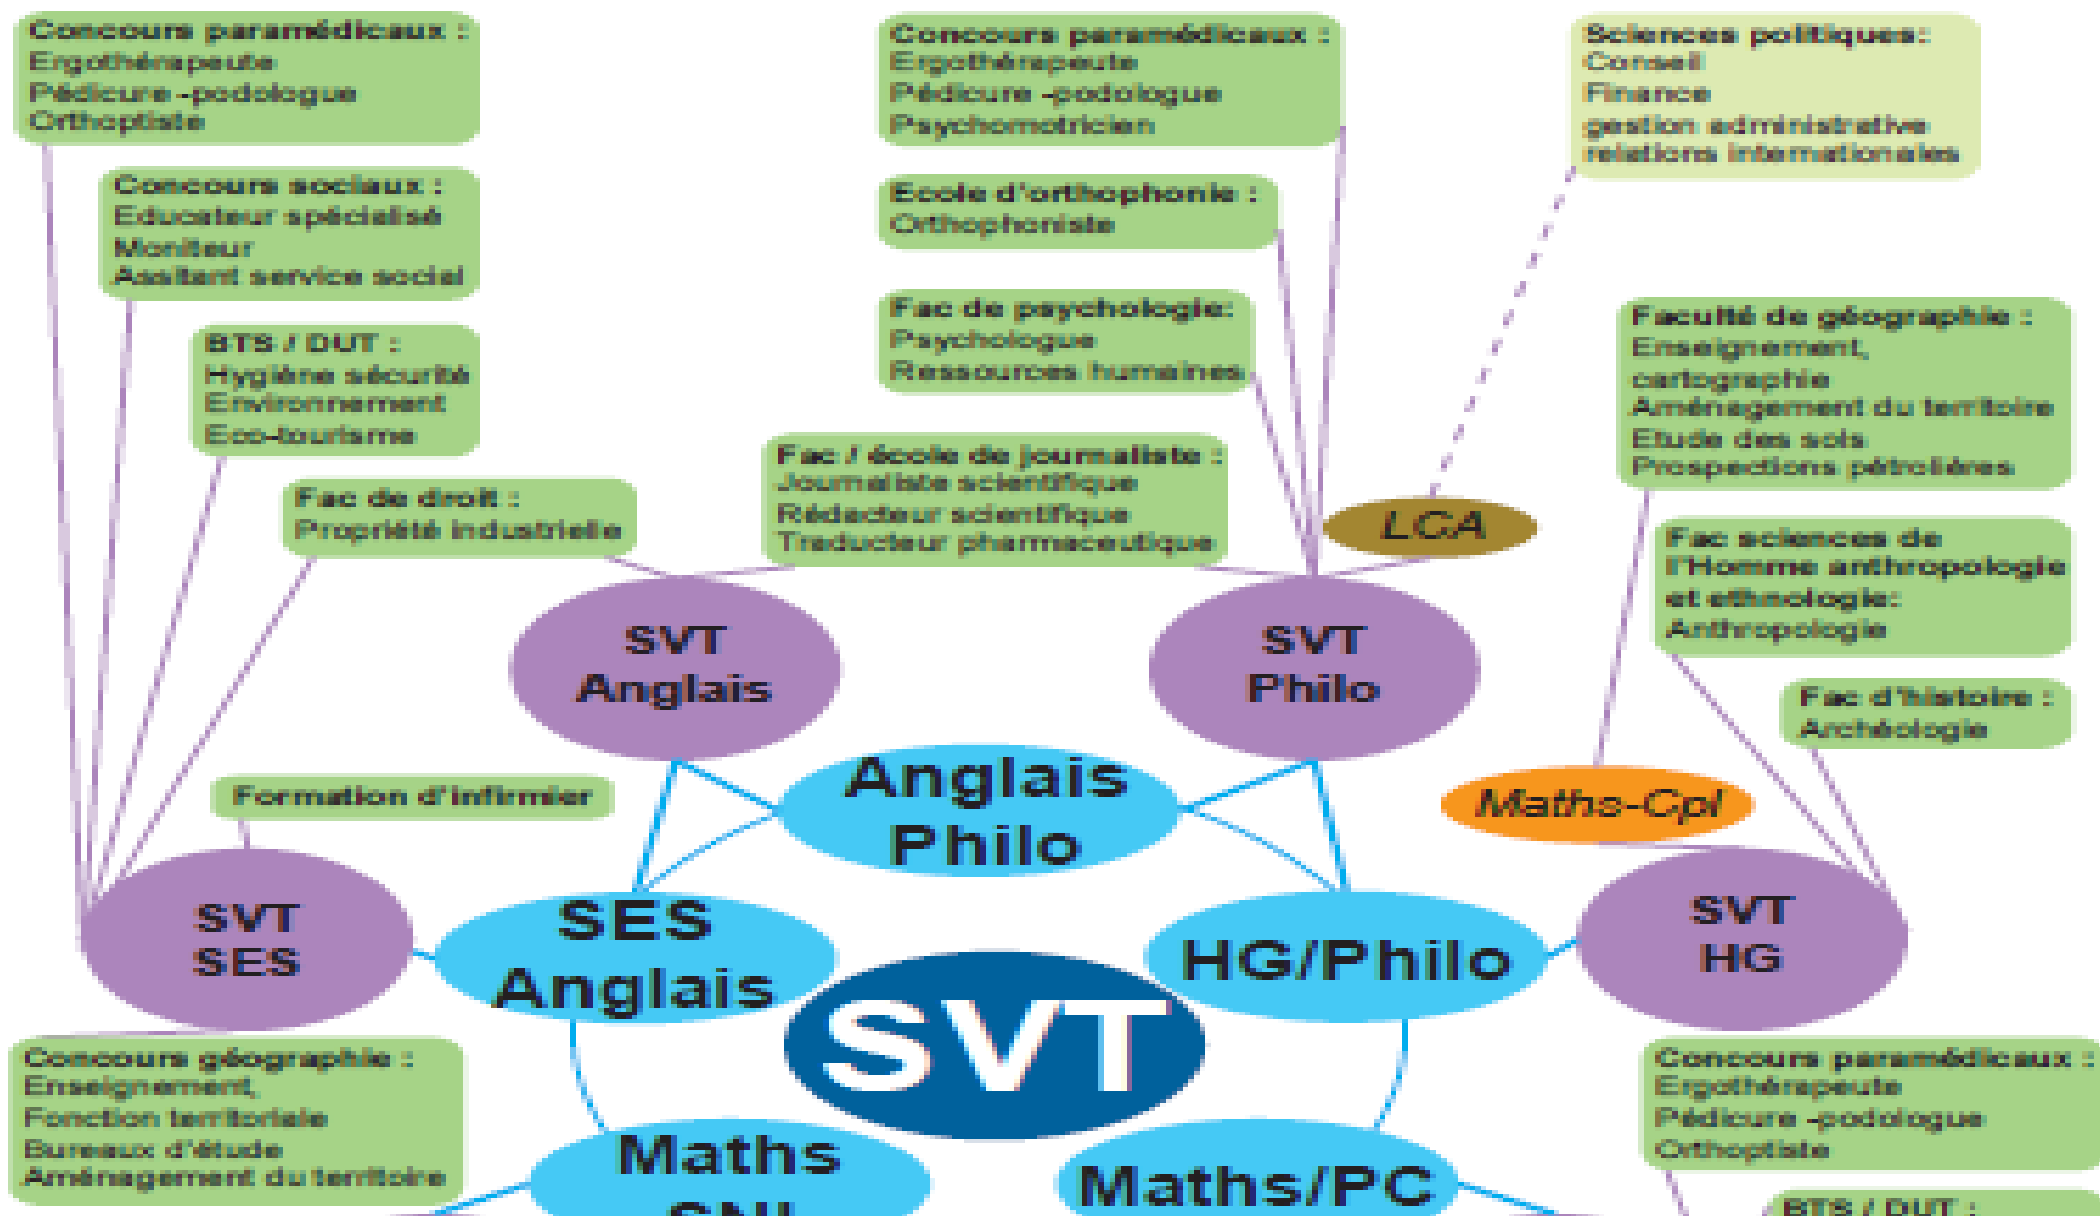 Concours paramédicaux :
Ergothérapeute
Pédicure -podologue
Orthoptiste
Concours sociaux :
Educateur spécialisé
Moniteur
Assitant service social
BTS / DUT :
Hygiène sécurité
Environnement
Eco-tourisme
Fac de droit :
Propriété industrielle
Concours paramédicaux :
Ergothérapeute
Pédicure -podologue
Psychomotricien
Ecole d'orthophonie :
Orthophoniste
Fac de psychologie:
Psychologue
Ressources humaines
Fac / école de journaliste :
Journaliste scientifique
Rédacteur scientifique
Traducteur pharmaceutique
Sciences politiques:
Conseil
Finance
gestion administrative
relations internationales
LCA
Faculté de géographie :
Enseignement,
cartographie
Aménagement du territoire
Etude des sols
Prospections pétrolières
Fac sciences de
l'Homme anthropologie
et ethnologie:
Anthropologie
Fac d'histoire :
Archéologie
SVT
Anglais
SVT
Philo
Anglais
Philo
Maths-Cpl
Formation d'infirmier
SVT
SES
SES
Anglais
HG/Philo
SVT
HG
SVT
Concours géographie :
Enseignement,
Fonction territoriale
Bureaux d'étude
Aménagement du territoire
Maths
Maths/PC
Concours paramédicaux :
Ergothérapeute
Pédicure -podologue
Orthoptiste
BTS / DUT :